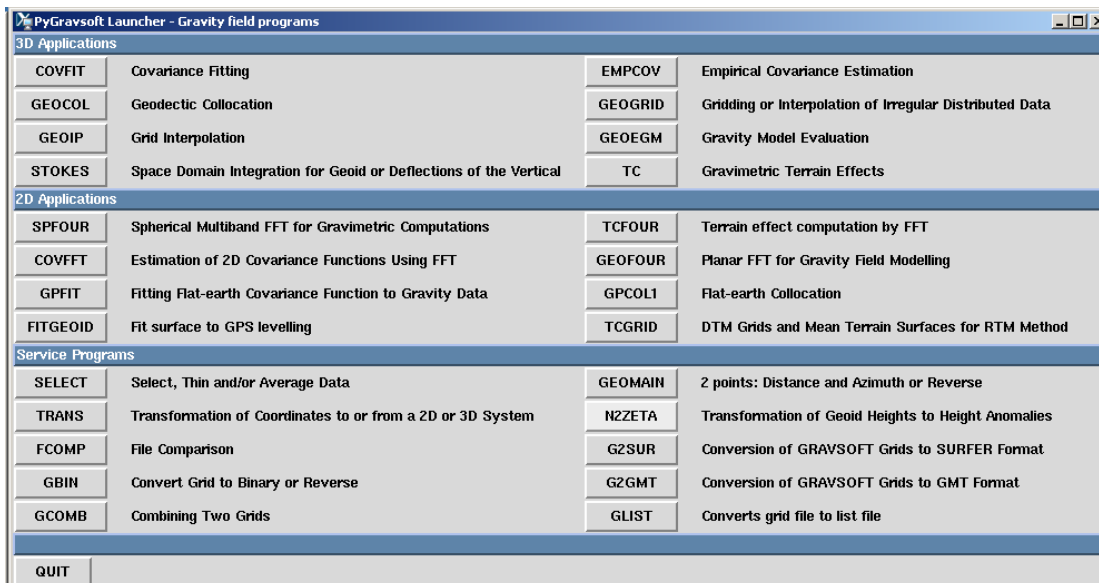 PyGravsoft Launcher - Gravity field programs
3D Applications
COVFIT Covariance Fitting EMPCOV Empirical Covariance Estimation
GEOCOL Geodectic Collocation GEOGRID Gridding or Interpolation of Irregular Distributed Data
GEOIP Grid Interpolation GEOEGM Gravity Model Evaluation
STOKES Space Domain Integration for Geoid or Deflections of the Vertical TC Gravimetric Terrain Effects
2D Applications
SPFOUR Spherical Multiband FFT for Gravimetric Computations TCFOUR Terrain effect computation by FFT
COVFFT Estimation of 2D Covariance Functions Using FFT GEOFOUR Planar FFT for Gravity Field Modelling
GPFIT Fitting Flat-earth Covariance Function to Gravity Data GPCOL1 Flat-earth Collocation
FITGEOID Fit surface to GPS levelling TCGRID DTM Grids and Mean Terrain Surfaces for RTM Method
Service Programs
SELECT Select, Thin and/or Average Data GEOMAIN 2 points: Distance and Azimuth or Reverse
TRANS Transformation of Coordinates to or from a 2D or 3D System N2ZETA Transformation of Geoid Heights to Height Anomalies
FCOMP File Comparison G2SUR Conversion of GRAVSOFT Grids to SURFER Format
GBIN Convert Grid to Binary or Reverse G2GMT Conversion of GRAVSOFT Grids to GMT Format
GCOMB Combining Two Grids GLIST Converts grid file to list file
QUIT